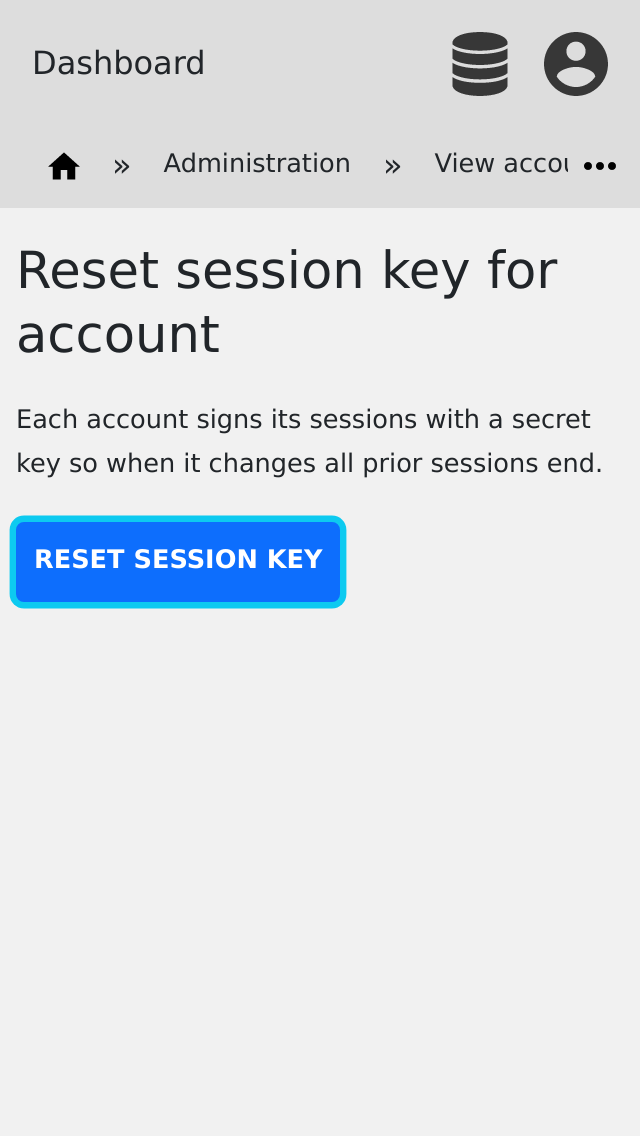 Dashboard
» Administration » View accou
Reset session key for
account
Each account signs its sessions with a secret
key so when it changes all prior sessions end.
RESET SESSION KEY